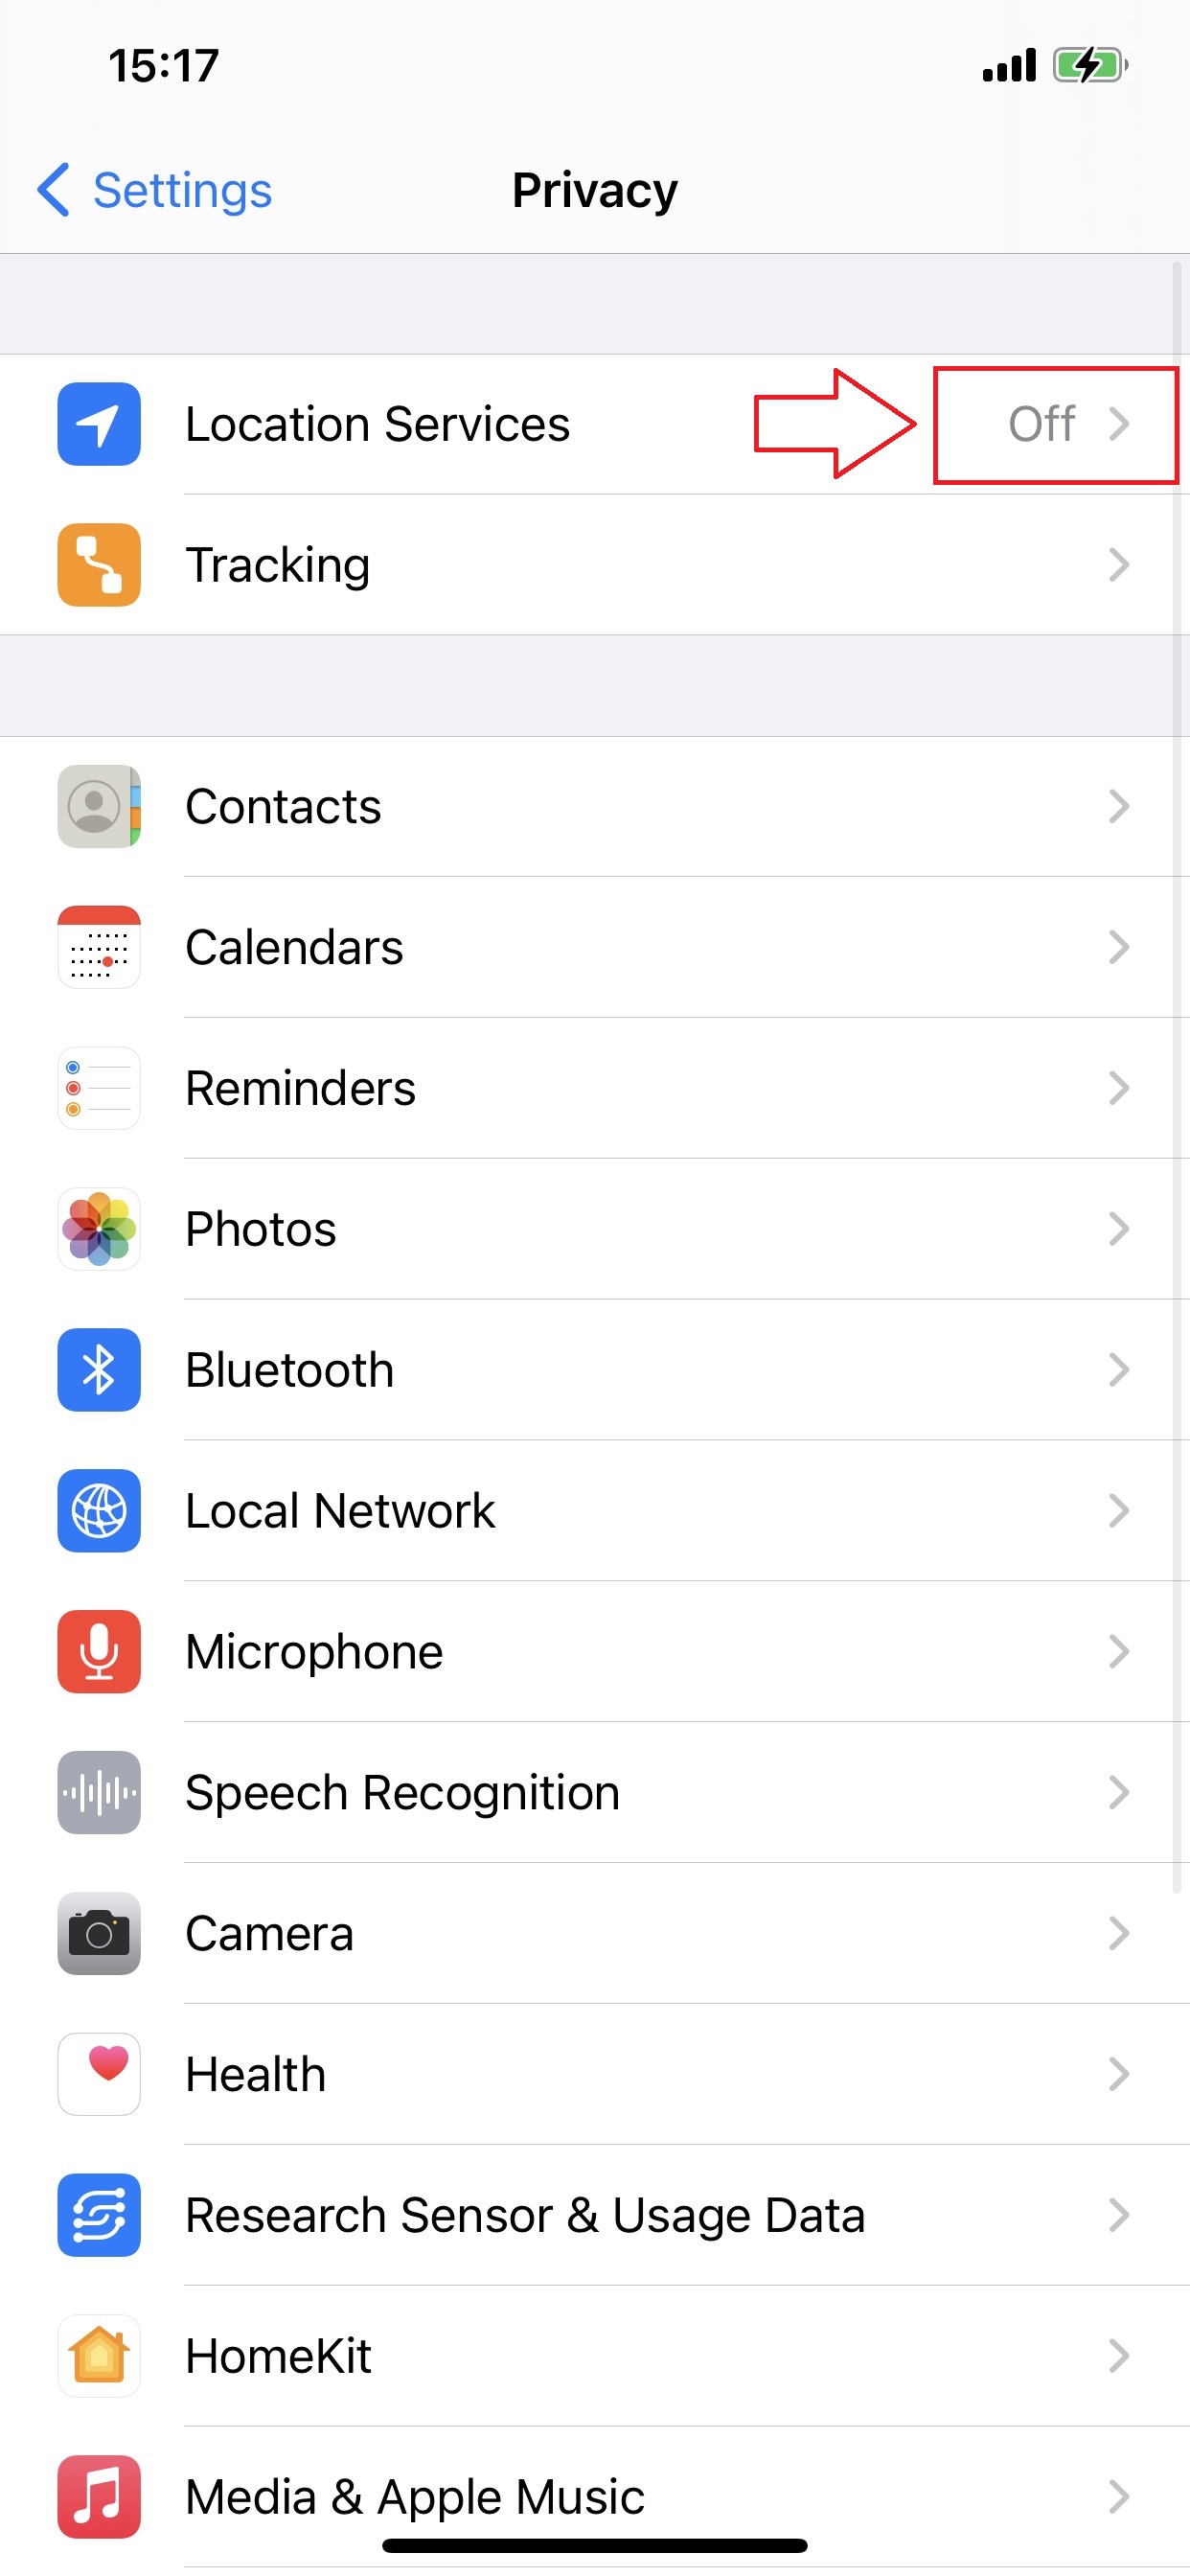 15:17
Settings
Privacy
Location Services
Off
Tracking
Contacts
Calendars
Reminders
Photos
Bluetooth
Local Network
Microphone
Speech Recognition
Camera
Health
Research Sensor & Usage Data
HomeKit
Media & Apple Music